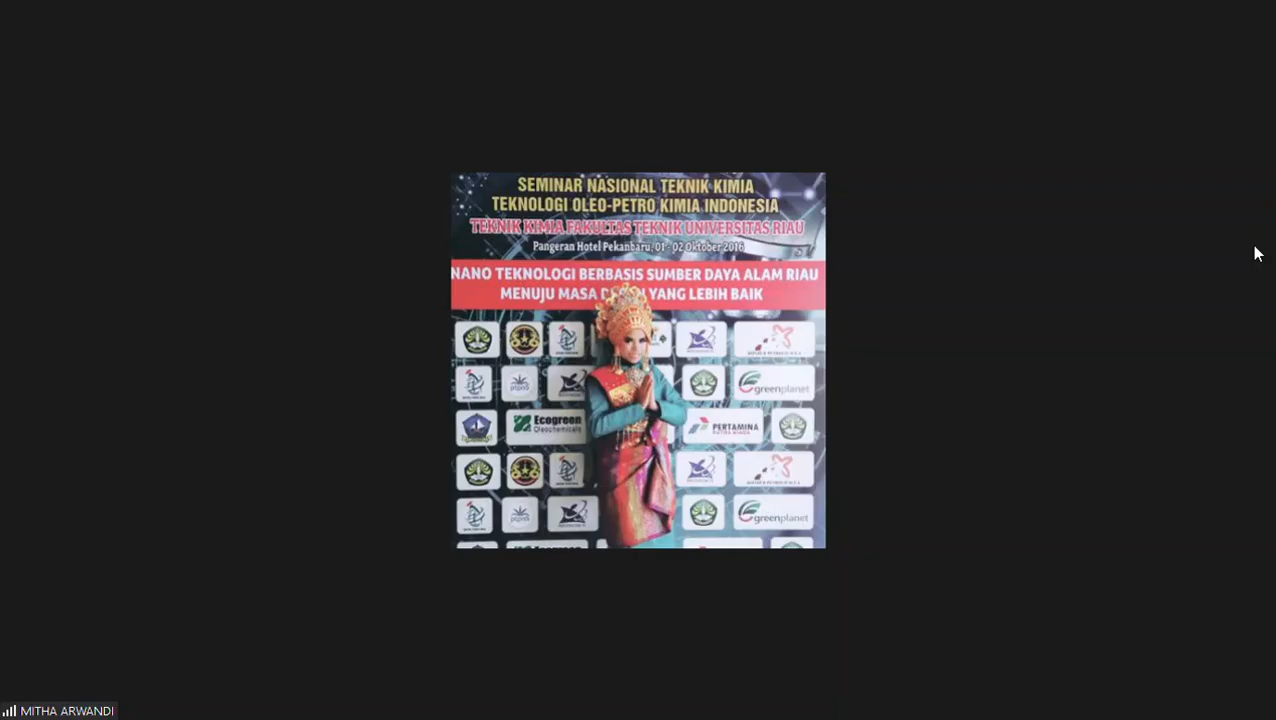 SEMINAR NASIONAL TEKNIK KIMIA
TEKNOLOGI OLEO-PETRO KIMIA INDONESIA
TEKNIK KIMIA FAKULTAS TEKNIK UNIVERSITAS RIAU
Pangeran Hotel Pekanbaru, 01 - 02 Oktober 2016
NANO TEKNOLOGI BERBASIS SUMBER DAYA ALAM RIAU
MENUJU MASA YANG LEBIH BAIK
greenplanet
Ecogreen
Oleochemicals
PERTAMINA
greenplanet
MITHA ARWANDI